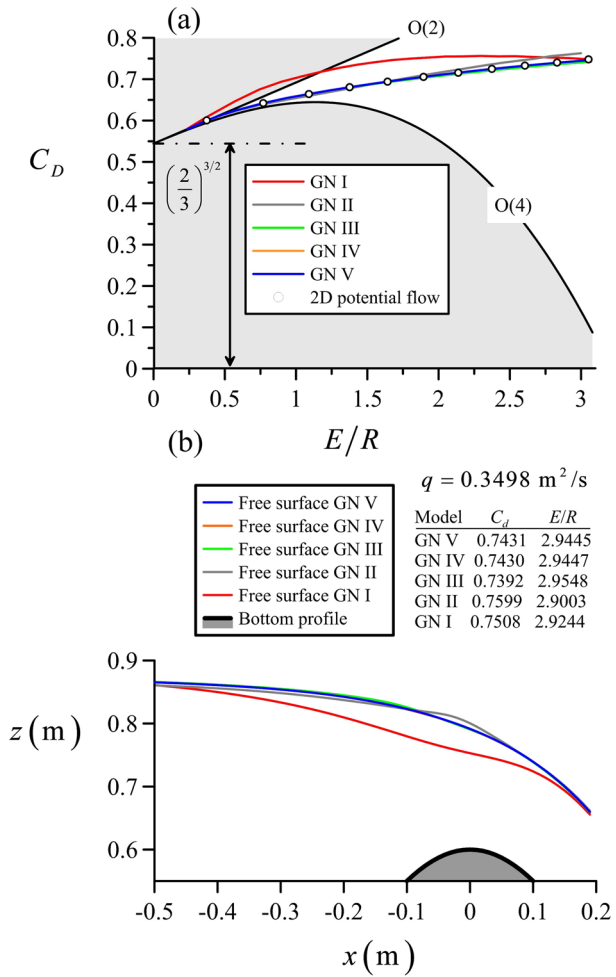 (a)
O(2)
0.8
0.7
0.6
0.5
0.4
0.3
0.2
0.1
0
C_D
(2/3)^{3/2}
GN I
GN II
GN III
GN IV
GN V
2D potential flow
O(4)
0 0.5 1 1.5 2 2.5 3
E/R
(b)
Free surface GN V
Free surface GN IV
Free surface GN III
Free surface GN II
Free surface GN I
Bottom profile
q = 0.3498 m²/s
Model C_d E/R
GN V 0.7431 2.9445
GN IV 0.7430 2.9447
GN III 0.7392 2.9548
GN II 0.7599 2.9003
GN I 0.7508 2.9244
0.9
0.8
0.7
0.6
z(m)
-0.5 -0.4 -0.3 -0.2 -0.1 0 0.1 0.2
x(m)